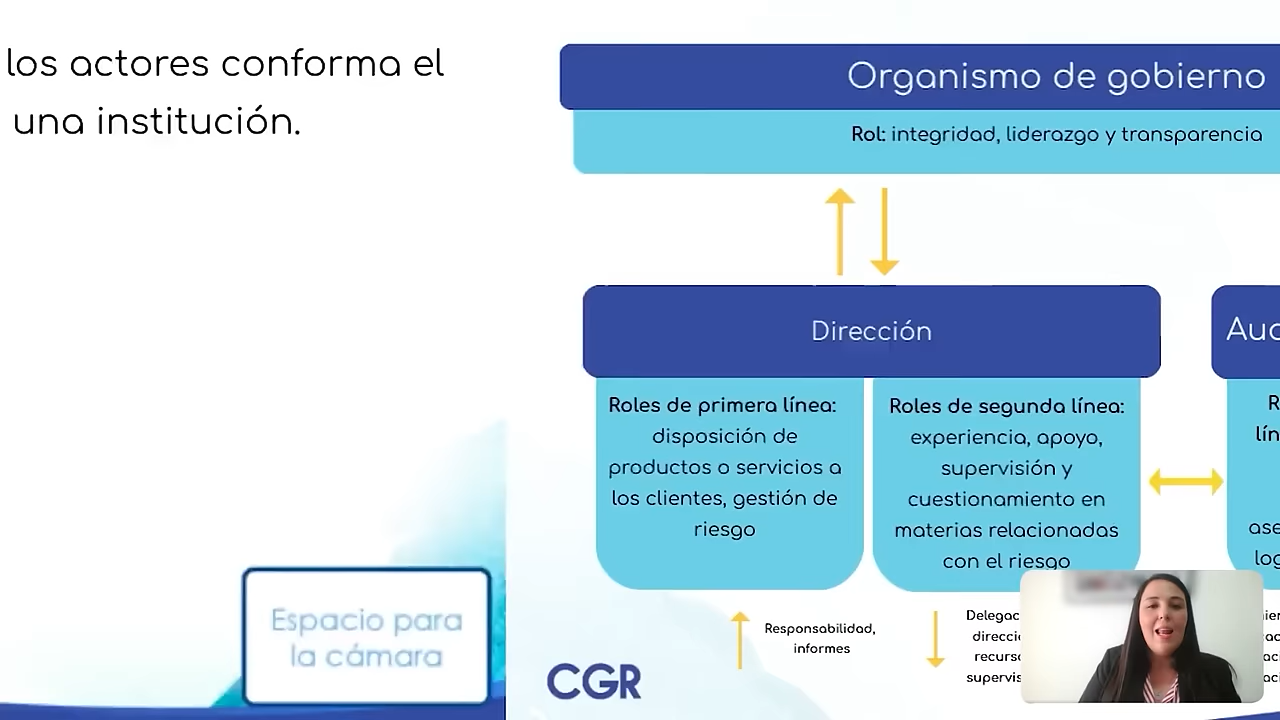 los actores conforma el
una institución.
Espacio para
la cámara
Organismo de gobierno
Rol: integridad, liderazgo y transparencia
Dirección
Roles de primera línea:
disposición de
productos o servicios a
los clientes, gestión de
riesgo
Roles de segunda línea:
experiencia, apoyo,
supervisión y
cuestionamiento en
materias relacionadas
con el riesgo
Responsabilidad,
informes
CGR